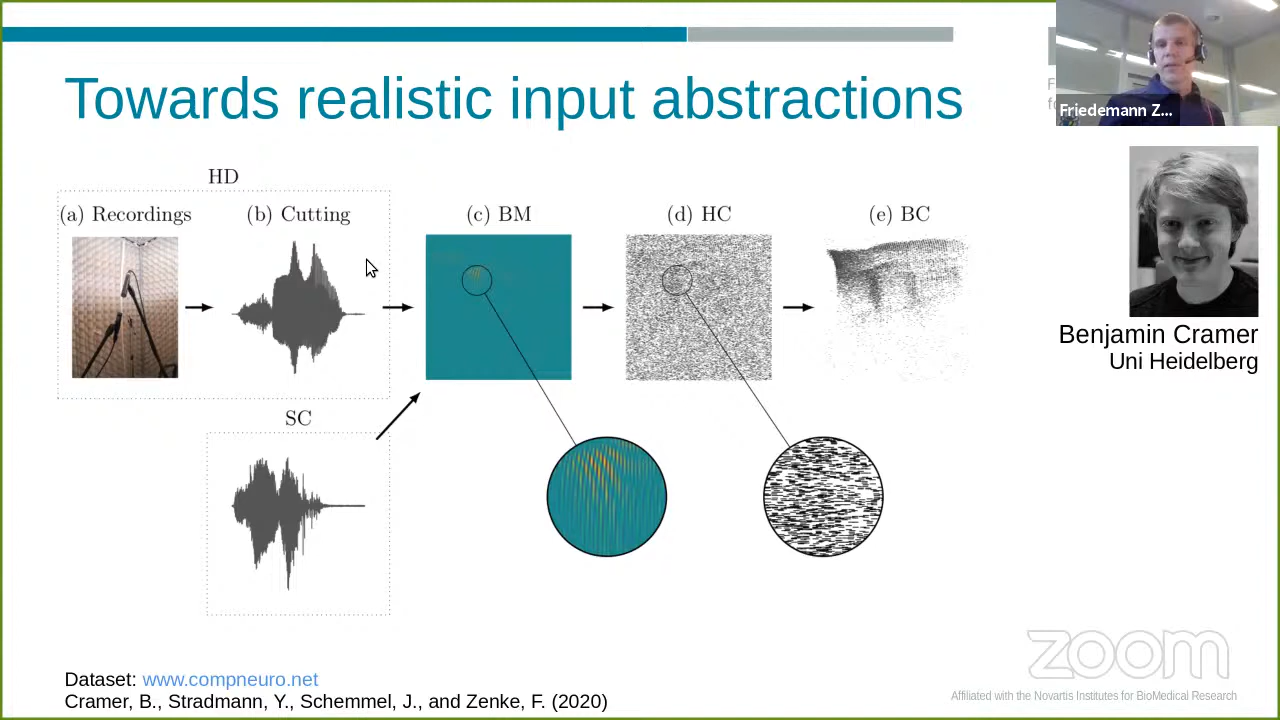 Towards realistic input abstractions
F
fo
Friedemann Z...
HD
(a) Recordings
(b) Cutting
(c) BM
(d) HC
(e) BC
SC
Benjamin Cramer
Uni Heidelberg
zoom
Affiliated with the Novartis Institutes for BioMedical Research
Dataset: www.compneuro.net
Cramer, B., Stradmann, Y., Schemmel, J., and Zenke, F. (2020)